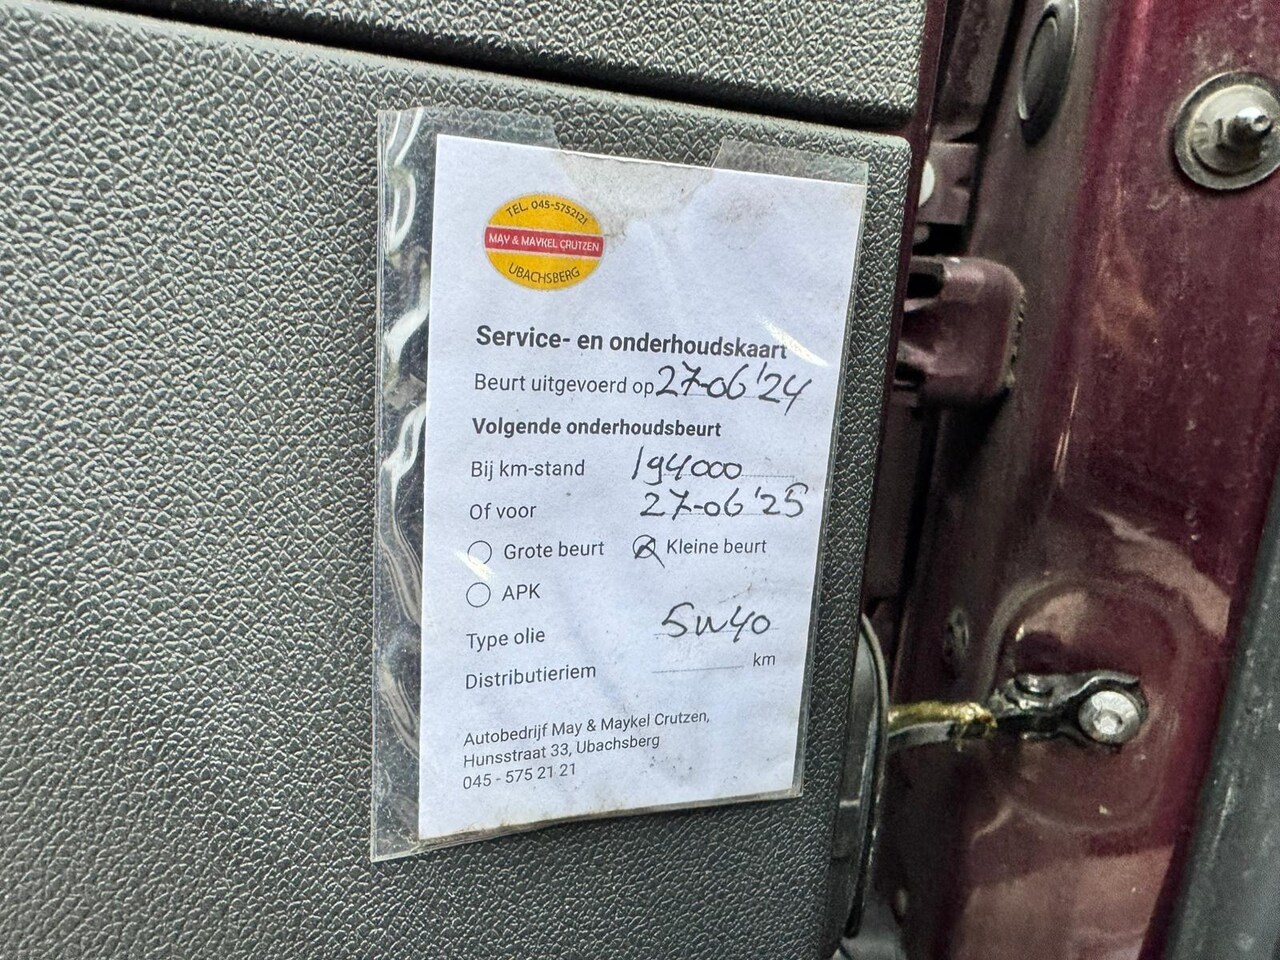 TEL. 045-5752121
MAY & MAYKEL CRUTZEN
UBACHSBERG
Service- en onderhoudskaart
Beurt uitgevoerd op 27-06'24
Volgende onderhoudsbeurt
Bij km-stand 194000
Of voor 27-06'25
Grote beurt Kleine beurt
APK
Type olie 5w40
Distributieriem km
Autobedrijf May & Maykel Crutzen,
Hunsstraat 33, Ubachsberg
045 - 575 21 21